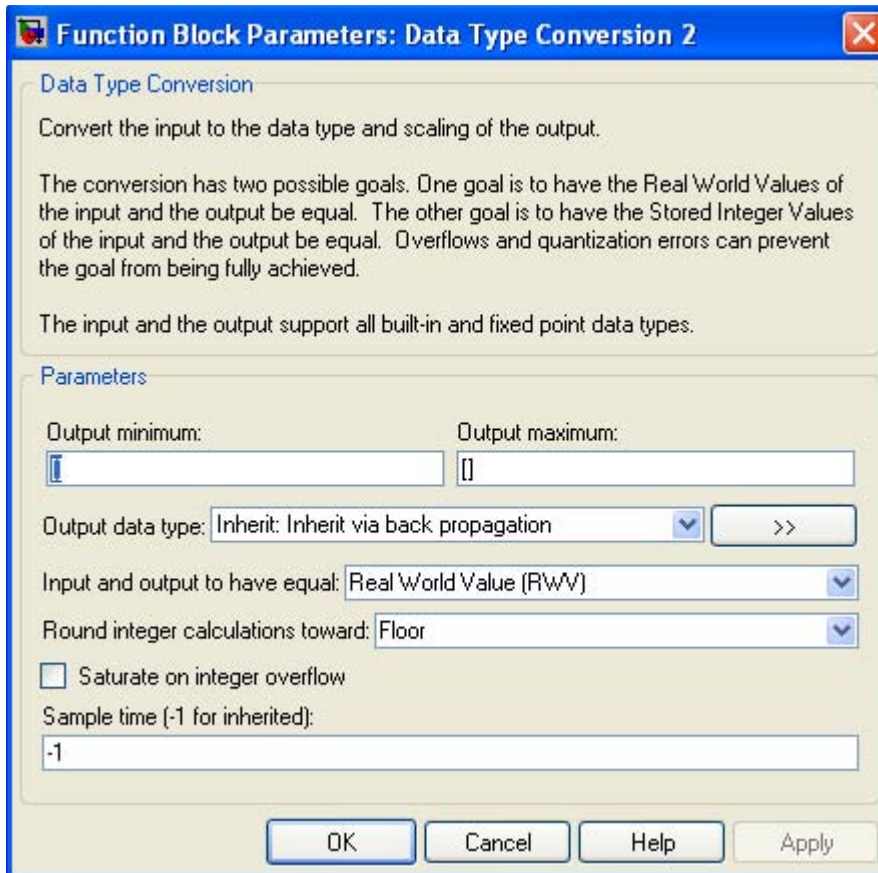 Function Block Parameters: Data Type Conversion 2
Data Type Conversion
Convert the input to the data type and scaling of the output.
The conversion has two possible goals. One goal is to have the Real World Values of
the input and the output be equal. The other goal is to have the Stored Integer Values
of the input and the output be equal. Overflows and quantization errors can prevent
the goal from being fully achieved.
The input and the output support all built-in and fixed point data types.
Parameters
Output minimum:
Output maximum:
[]
[]
Output data type: Inherit: Inherit via back propagation
>>
Input and output to have equal: Real World Value (RWV)
Round integer calculations toward: Floor
Saturate on integer overflow
Sample time (-1 for inherited):
-1
OK
Cancel
Help
Apply